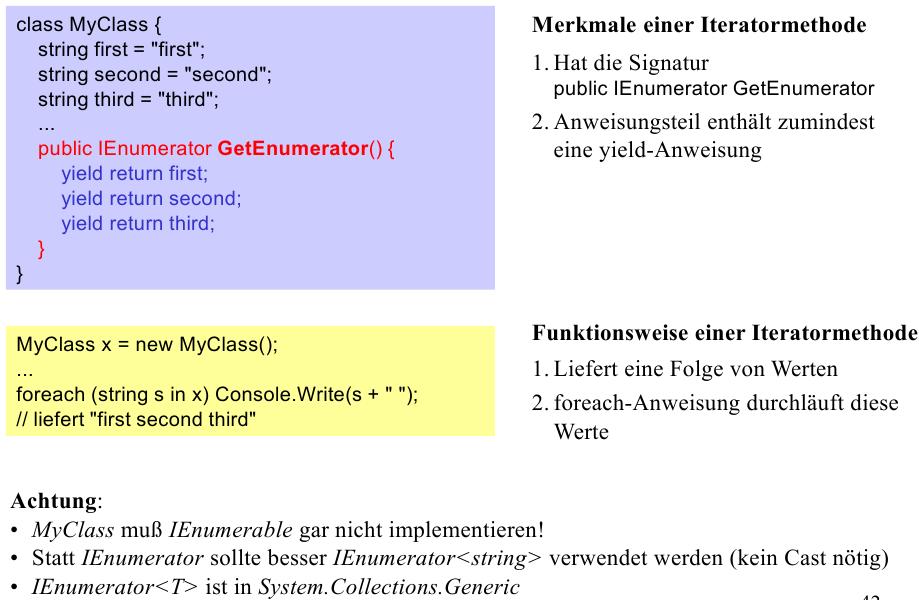 class MyClass {
string first = "first";
string second = "second";
string third = "third";
...
public IEnumerator GetEnumerator() {
yield return first;
yield return second;
yield return third;
}
}
Merkmale einer Iteratormethode
1. Hat die Signatur
public IEnumerator GetEnumerator
2. Anweisungsteil enthält zumindest
eine yield-Anweisung
MyClass x = new MyClass();
...
foreach (string s in x) Console.Write(s + " ");
// liefert "first second third"
Funktionsweise einer Iteratormethode
1. Liefert eine Folge von Werten
2. foreach-Anweisung durchläuft diese
Werte
Achtung:
• MyClass muß IEnumerable gar nicht implementieren!
• Statt IEnumerator sollte besser IEnumerator<string> verwendet werden (kein Cast nötig)
• IEnumerator<T> ist in System.Collections.Generic